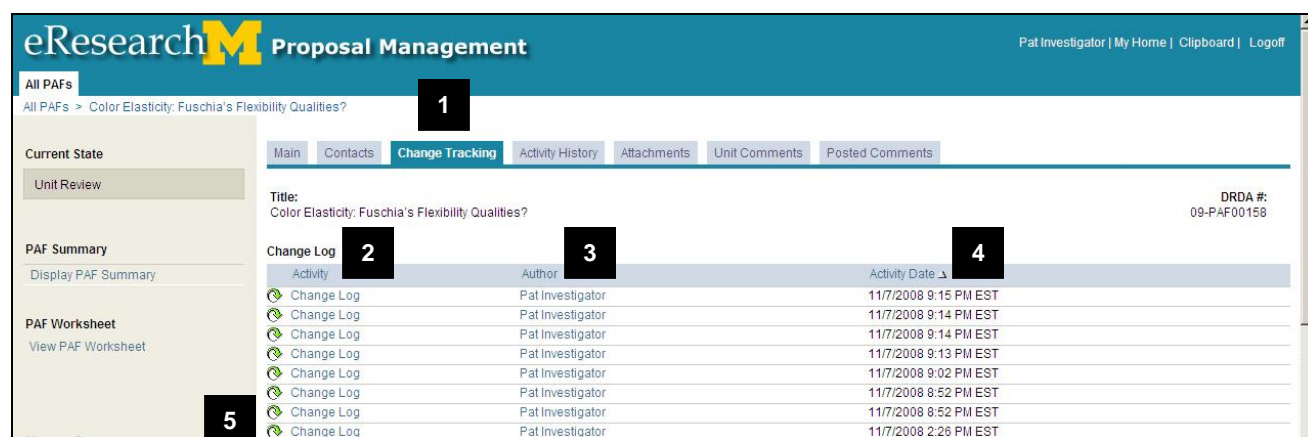 eResearchM Proposal Management
Pat Investigator | My Home | Clipboard | Logoff
All PAFs
All PAFs > Color Elasticity: Fuschia's Flexibility Qualities?
1
Current State
Unit Review
PAF Summary
Display PAF Summary
PAF Worksheet
View PAF Worksheet
5
Main Contacts Change Tracking Activity History Attachments Unit Comments Posted Comments
Title:
Color Elasticity: Fuschia's Flexibility Qualities?
DRDA #:
09-PAF00158
Change Log
2
3
4
Activity Author Activity Date
Change Log Pat Investigator 11/7/2008 9:15 PM EST
Change Log Pat Investigator 11/7/2008 9:14 PM EST
Change Log Pat Investigator 11/7/2008 9:14 PM EST
Change Log Pat Investigator 11/7/2008 9:13 PM EST
Change Log Pat Investigator 11/7/2008 9:02 PM EST
Change Log Pat Investigator 11/7/2008 8:52 PM EST
Change Log Pat Investigator 11/7/2008 8:52 PM EST
Change Log Pat Investigator 11/7/2008 2:26 PM EST